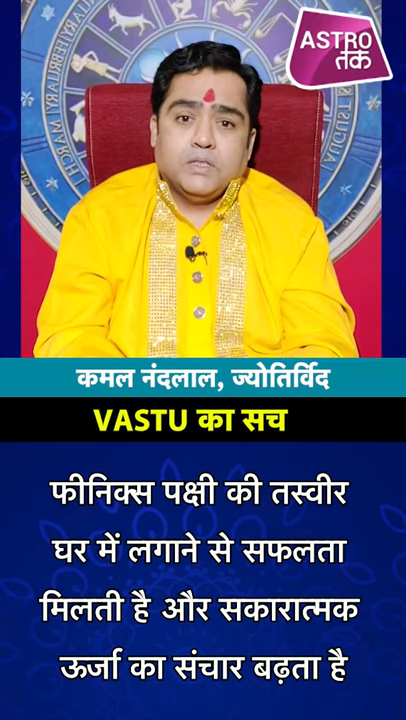 ASTRO
तक
कमल नंदलाल, ज्योतिर्विद
VASTU का सच
फीनिक्स पक्षी की तस्वीर
घर में लगाने से सफलता
मिलती है और सकारात्मक
ऊर्जा का संचार बढ़ता है